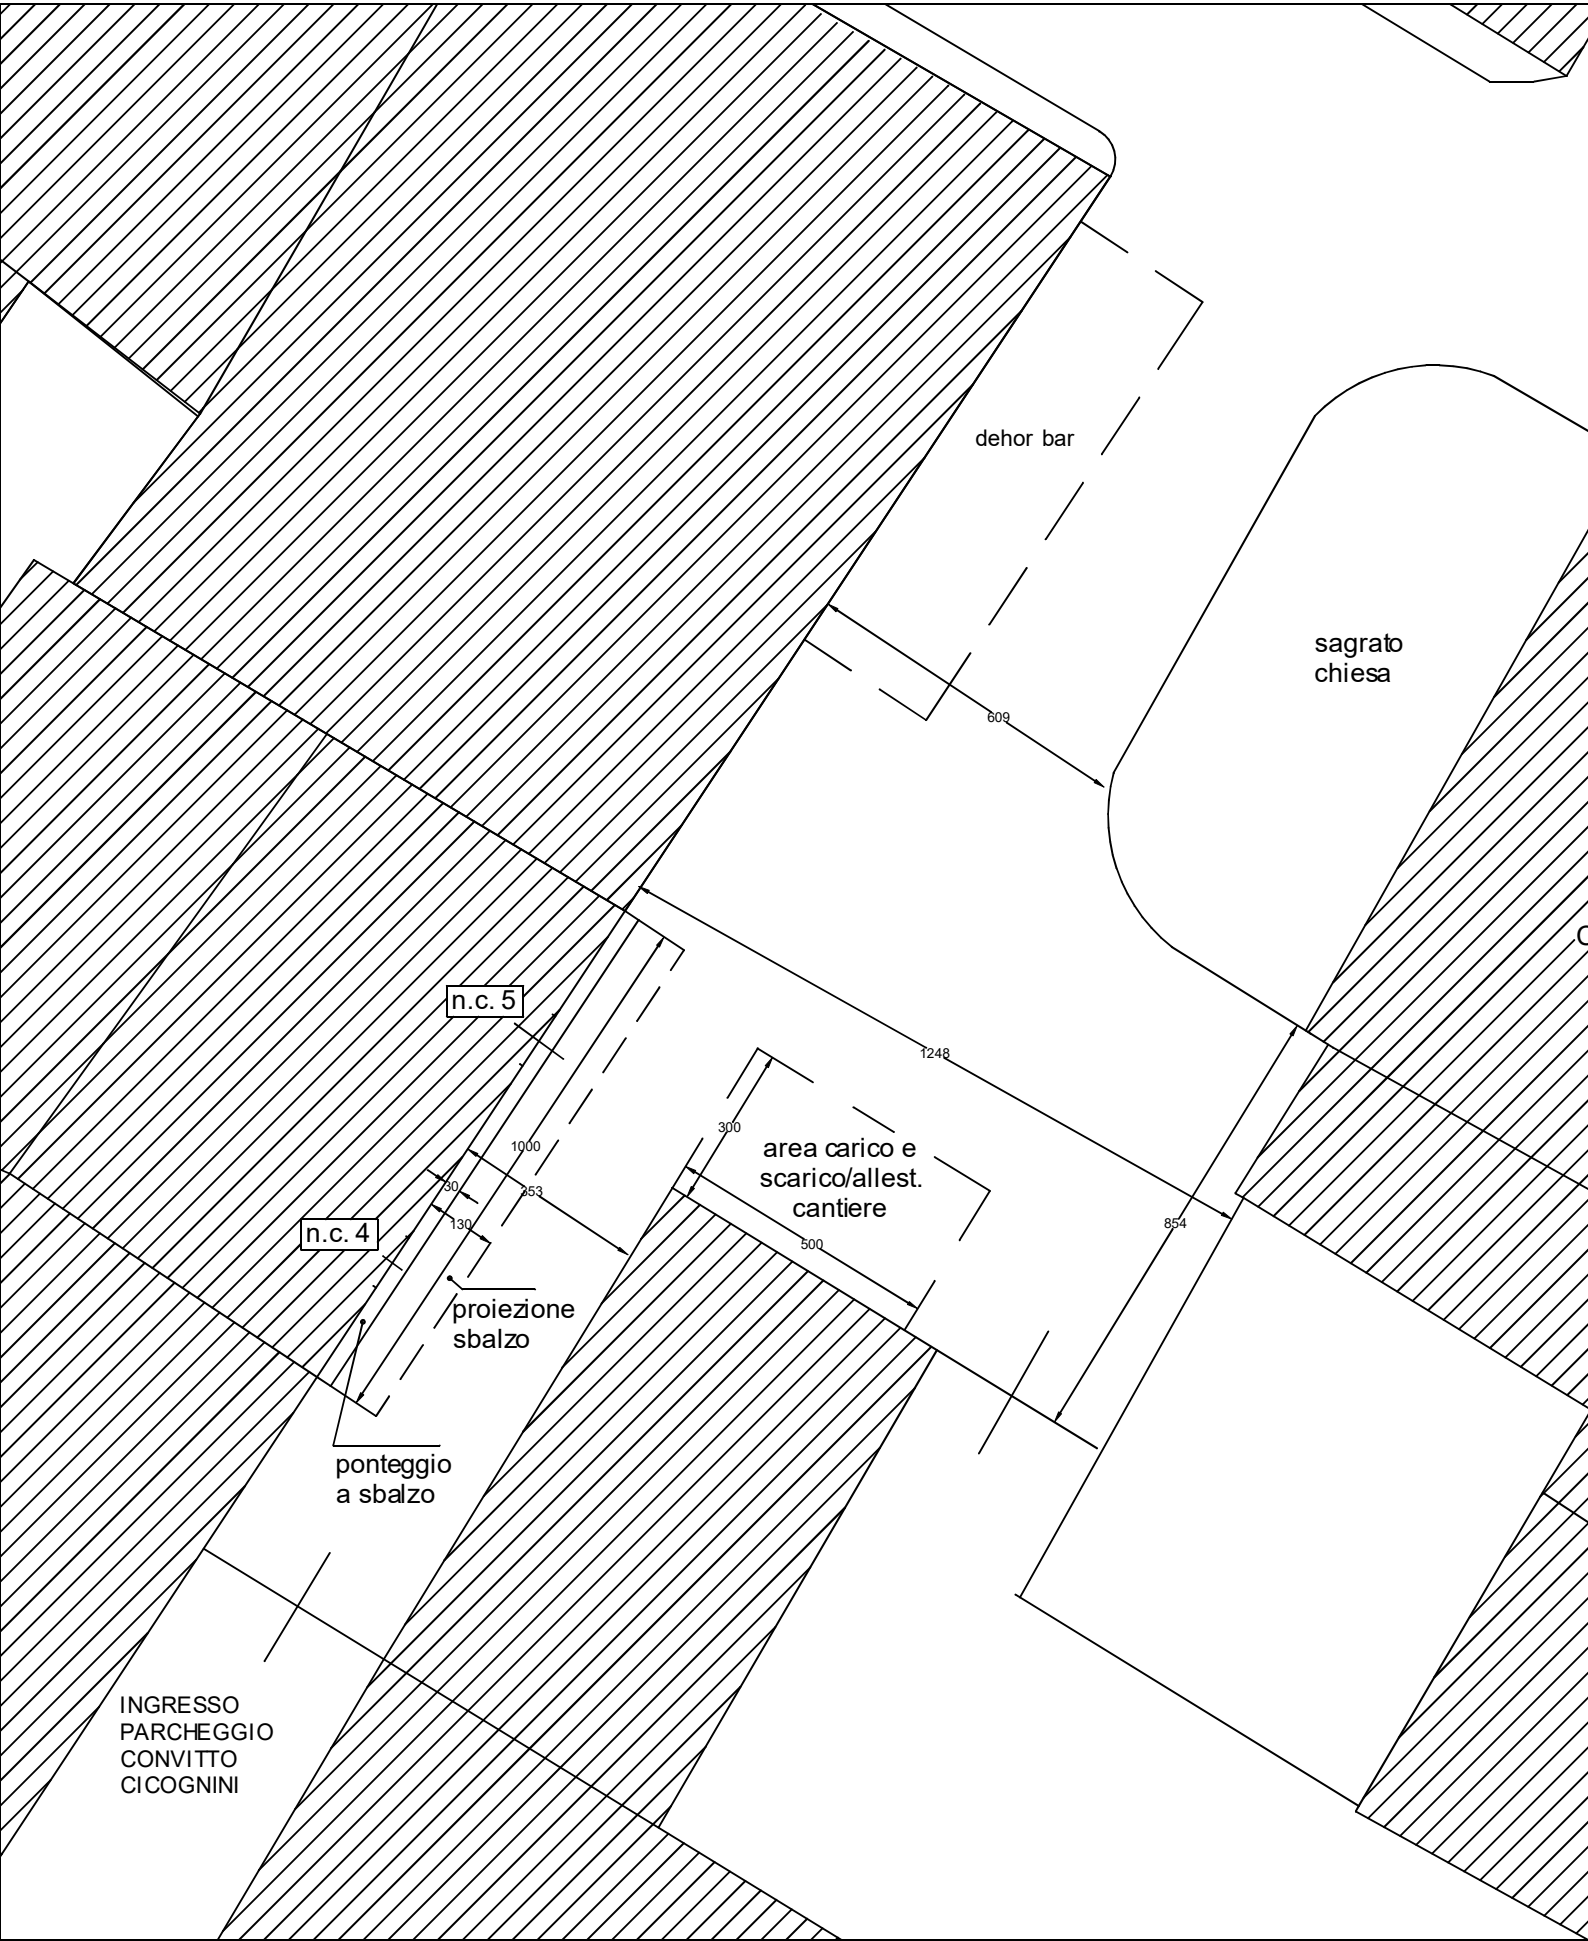 dehor bar
sagrato
chiesa
609
C
n.c. 5
1248
300
area carico e
scarico/allest.
cantiere
1000
30
353
n.c. 4
130
854
500
proiezione
sbalzo
ponteggio
a sbalzo
INGRESSO
PARCHEGGIO
CONVITTO
CICOGNINI